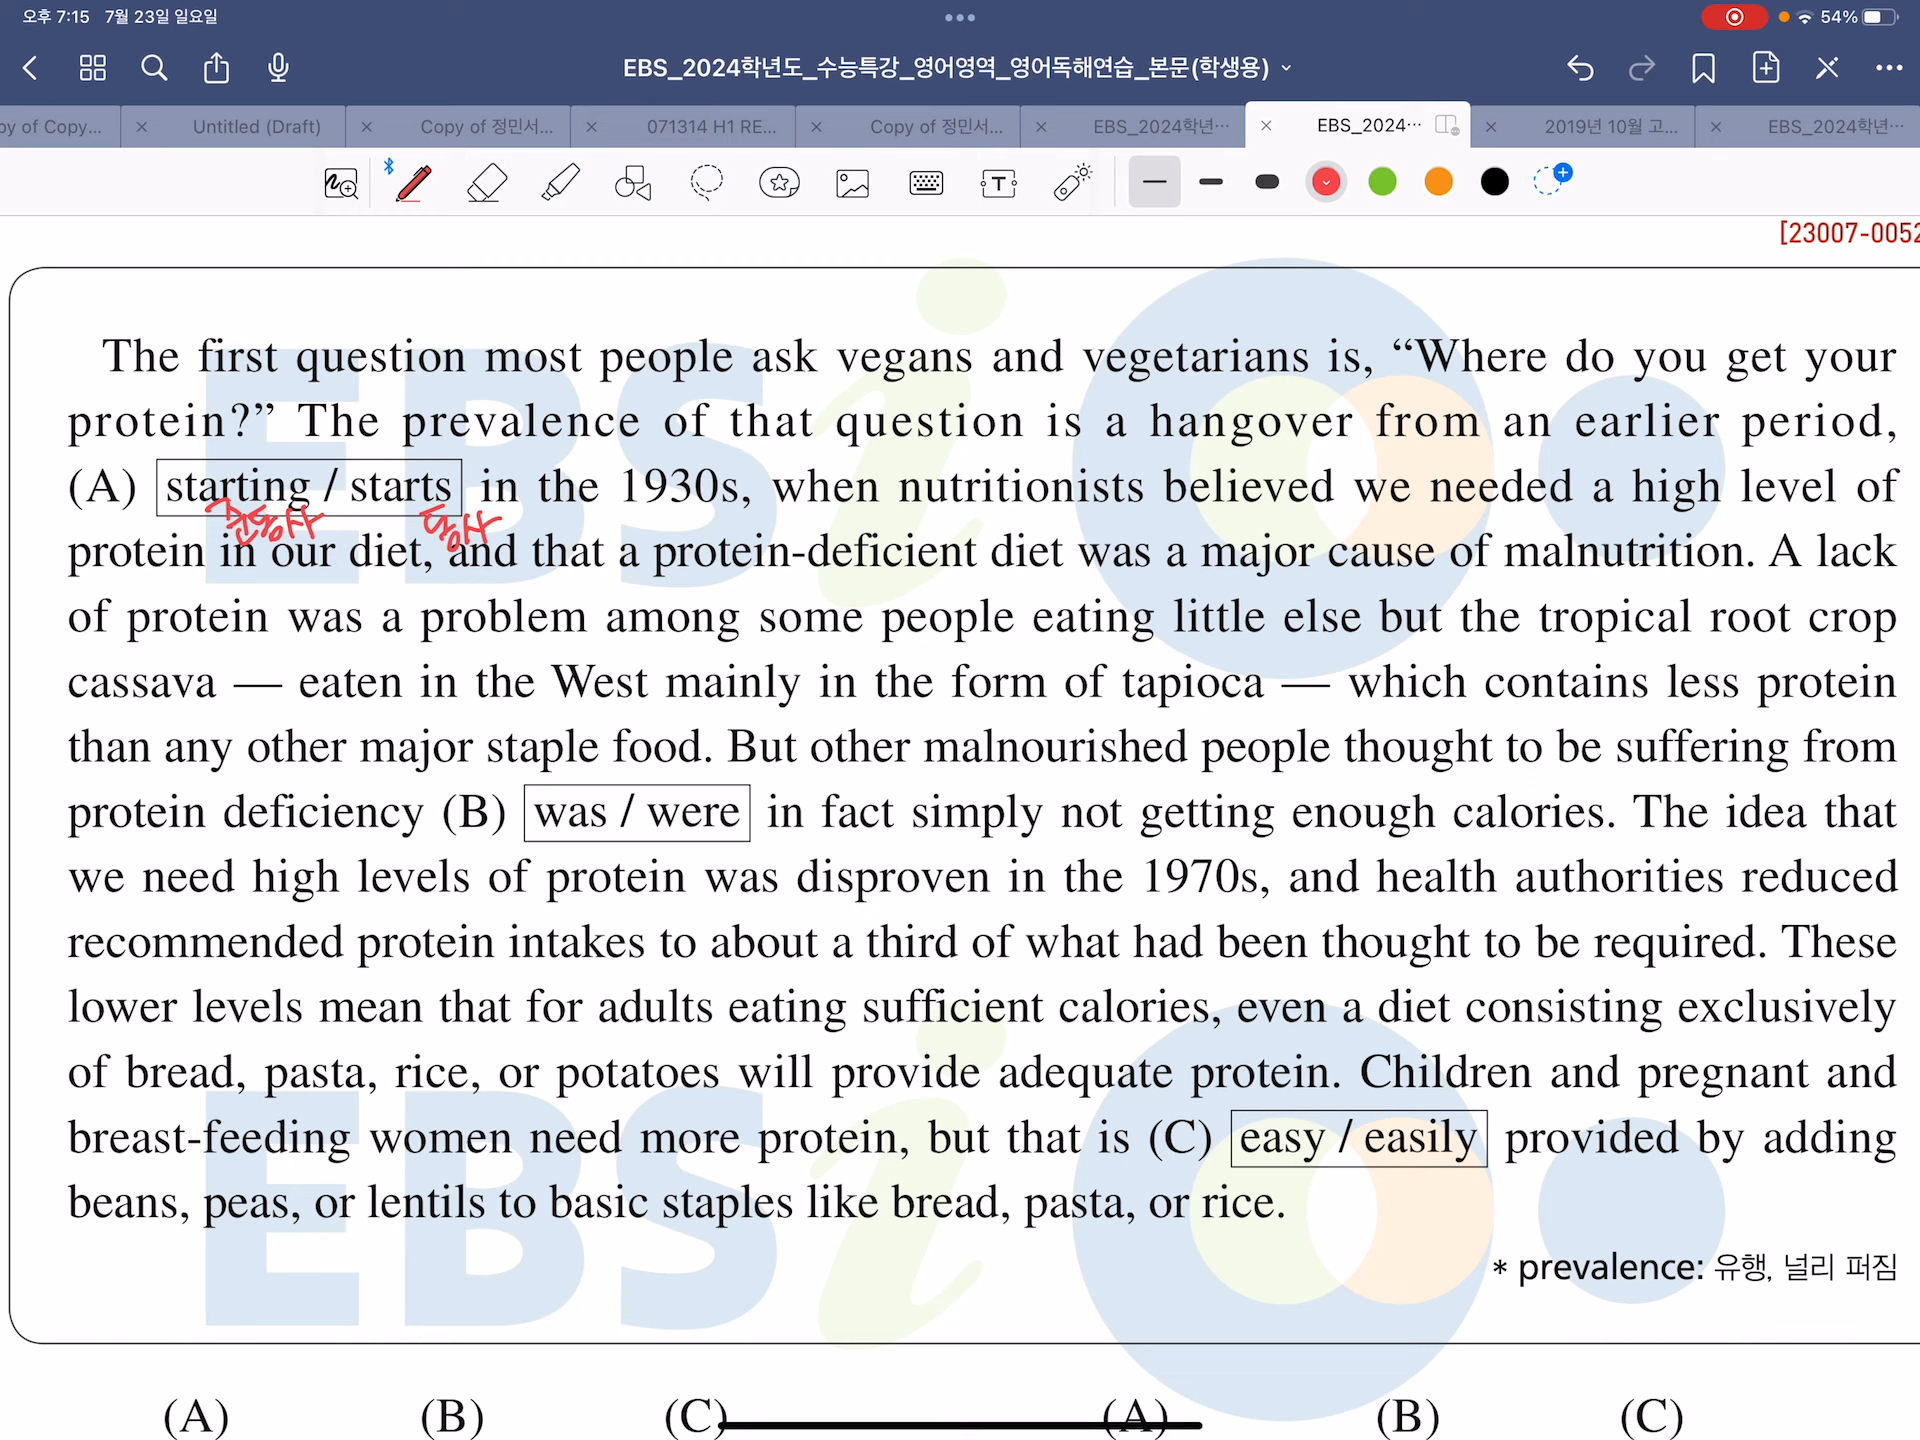 오후 7:15 7월 23일 일요일
54%
EBS_2024학년도_수능특강_영어영역_영어독해연습_본문(학생용)
py of Copy...
Untitled (Draft)
Copy of 정민서...
071314 H1 RE...
Copy of 정민서...
EBS_2024학년···
EBS_2024···
2019년 10월 고...
EBS_2024학년···
[23007-0052
The first question most people ask vegans and vegetarians is, “Where do you get your
protein?” The prevalence of that question is a hangover from an earlier period,
(A) starting / starts in the 1930s, when nutritionists believed we needed a high level of
준동사 동사
protein in our diet, and that a protein-deficient diet was a major cause of malnutrition. A lack
of protein was a problem among some people eating little else but the tropical root crop
cassava — eaten in the West mainly in the form of tapioca — which contains less protein
than any other major staple food. But other malnourished people thought to be suffering from
protein deficiency (B) was / were in fact simply not getting enough calories. The idea that
we need high levels of protein was disproven in the 1970s, and health authorities reduced
recommended protein intakes to about a third of what had been thought to be required. These
lower levels mean that for adults eating sufficient calories, even a diet consisting exclusively
of bread, pasta, rice, or potatoes will provide adequate protein. Children and pregnant and
breast-feeding women need more protein, but that is (C) easy / easily provided by adding
beans, peas, or lentils to basic staples like bread, pasta, or rice.
* prevalence: 유행, 널리 퍼짐
(A) (B) (C) (A) (B) (C)
EBSi
EBSi